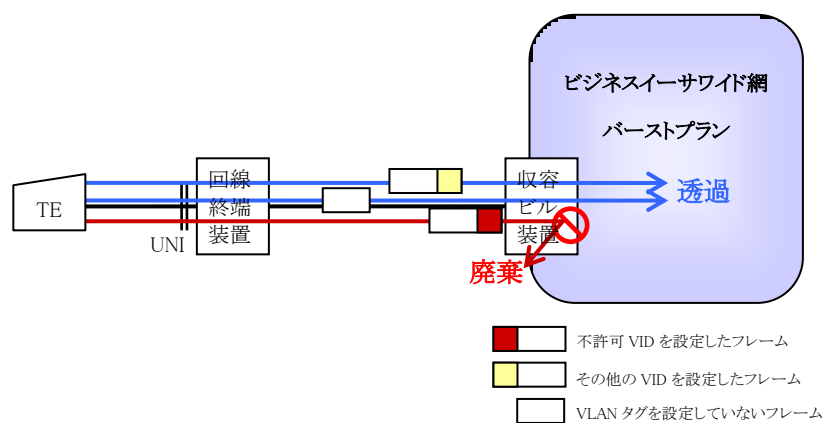 ビジネスイーサワイド網
バーストプラン
TE
UNI
回線
終端
装置
収容
ビル
装置
透過
廃棄
不許可 VID を設定したフレーム
その他の VID を設定したフレーム
VLAN タグを設定していないフレーム